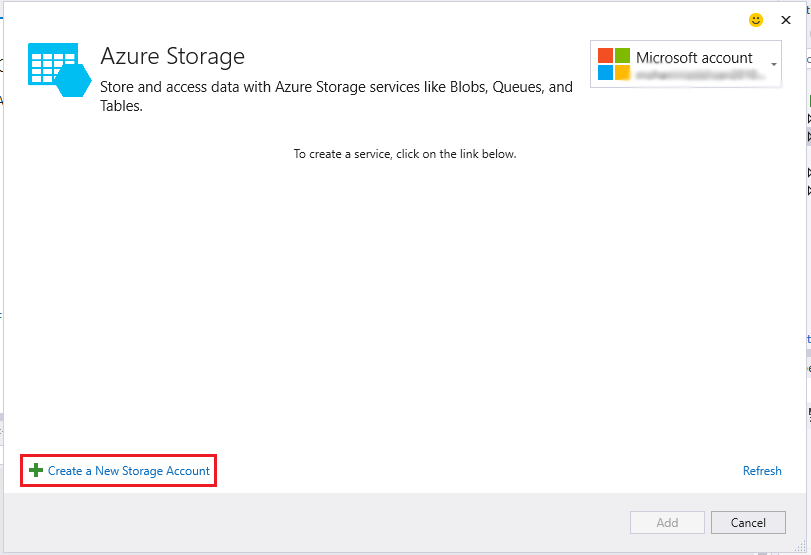 Azure Storage
Store and access data with Azure Storage services like Blobs, Queues, and
Tables.
Microsoft account
To create a service, click on the link below.
Create a New Storage Account
Refresh
Add
Cancel